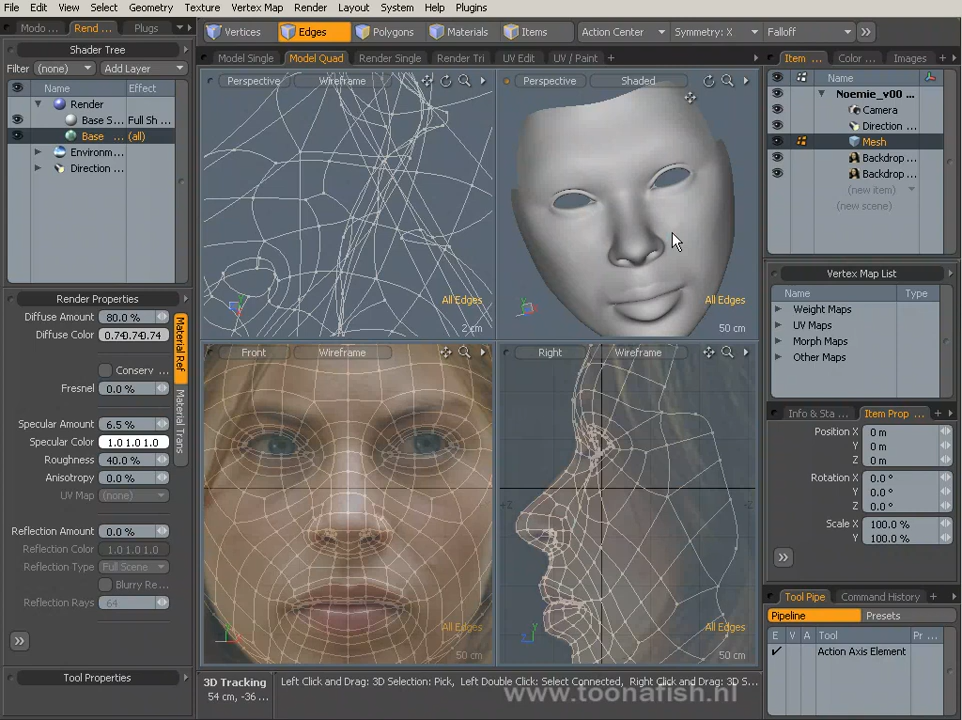 File Edit View Select Geometry Texture Vertex Map Render Layout System Help Plugins
Modo ... Rend ... Plugs
Vertices Edges Polygons Materials Items Action Center Symmetry: X Falloff
Shader Tree
Filter (none) Add Layer
Name Effect
Render
Base S... Full Sh ...
Base ... (all)
Environm...
Direction ...
Model Single Model Quad Render Single Render Tri UV Edit UV / Paint
Perspective Wireframe
All Edges
2 cm
Perspective Shaded
All Edges
50 cm
Front Wireframe
All Edges
50 cm
Right Wireframe
+Z
-Z
All Edges
50 cm
Item ... Color ... Images
Name
Noemie_v00 ...
Camera
Direction ...
Mesh
Backdrop ...
Backdrop ...
(new item)
(new scene)
Render Properties
Diffuse Amount 80.0 %
Diffuse Color 0.74 0.74 0.74
Conserv ...
Fresnel 0.0 %
Specular Amount 6.5 %
Specular Color 1.0 1.0 1.0
Roughness 40.0 %
Anisotropy 0.0 %
UV Map (none)
Reflection Amount 0.0 %
Reflection Color 1.0 1.0 1.0
Reflection Type Full Scene
Blurry Re...
Reflection Rays 64
Material Ref
Material Trans
Tool Properties
Vertex Map List
Name Type
Weight Maps
UV Maps
Morph Maps
Other Maps
Info & Sta ... Item Prop ...
Position X 0 m
Y 0 m
Z 0 m
Rotation X 0.0 °
Y 0.0 °
Z 0.0 °
Scale X 100.0 %
Y 100.0 %
Tool Pipe Command History
Pipeline Presets
E V A Tool Pr ...
Action Axis Element
3D Tracking
54 cm, -36 ...
Left Click and Drag: 3D Selection: Pick, Left Double Click: Select Connected, Right Click and Drag: 3D S...
www.toonafish.nl